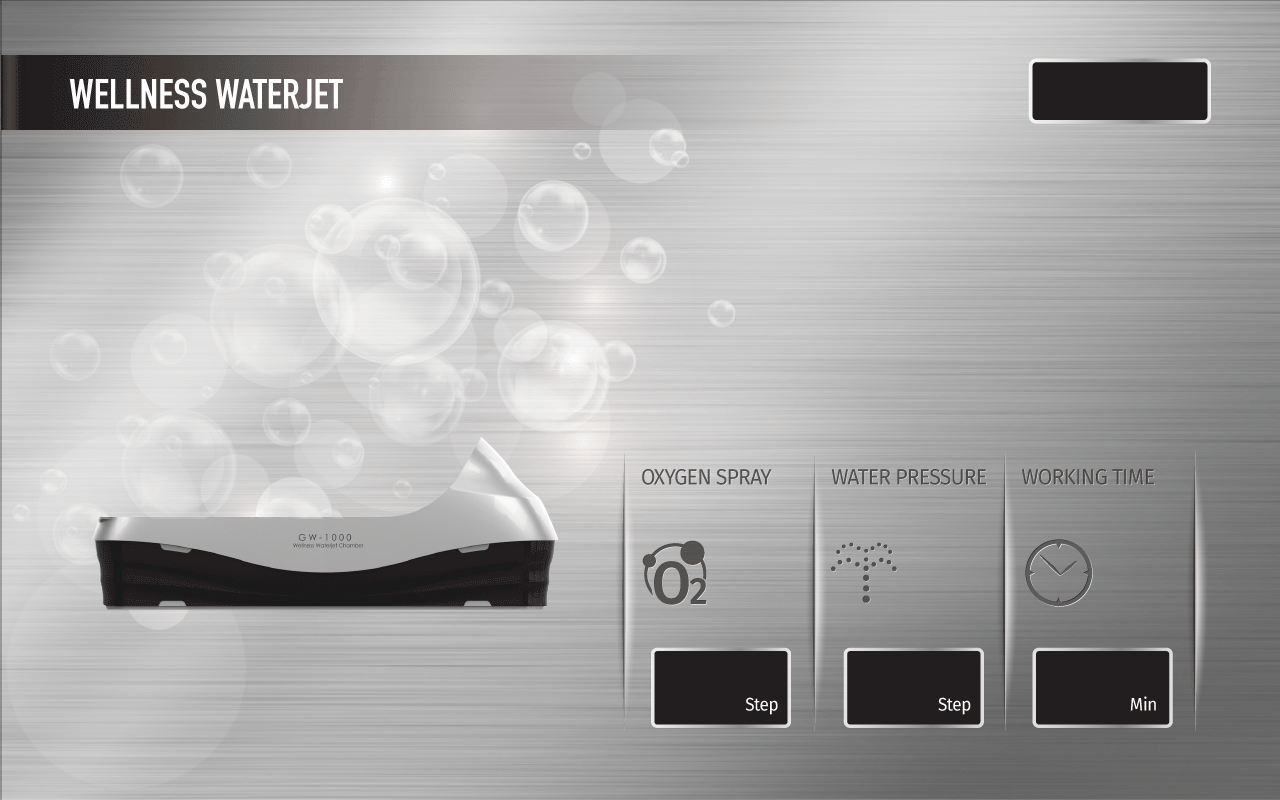 WELLNESS WATERJET
GW-1000
Wellness Waterjet Chamber
OXYGEN SPRAY
WATER PRESSURE
WORKING TIME
O2
Step
Step
Min